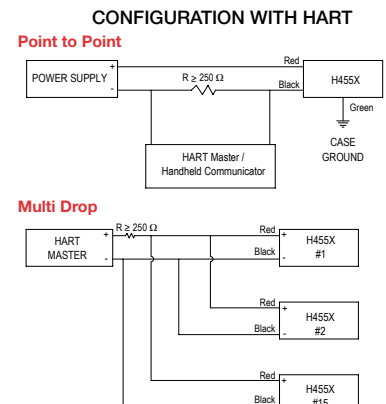 CONFIGURATION WITH HART
Point to Point
POWER SUPPLY
+
-
R ≥ 250 Ω
Red
Black
H455X
Green
CASE
GROUND
HART Master /
Handheld Communicator
Multi Drop
HART
MASTER
+
-
R ≥ 250 Ω
Red
Black
+
-
H455X
#1
Red
Black
+
-
H455X
#2
Red
Black
+
H455X
#15